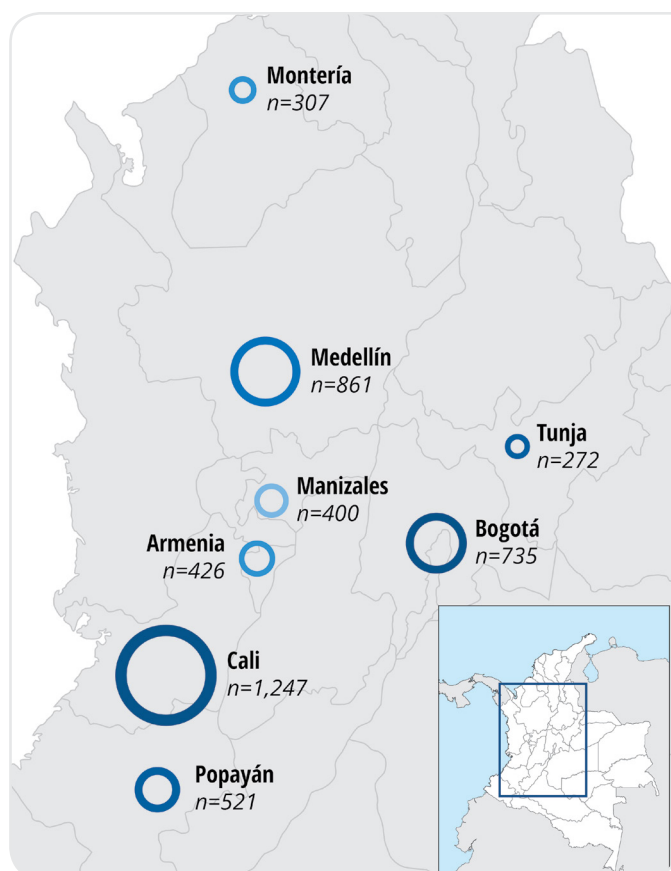 Montería
n=307
Medellín
n=861
Tunja
n=272
Manizales
n=400
Bogotá
n=735
Armenia
n=426
Cali
n=1,247
Popayán
n=521